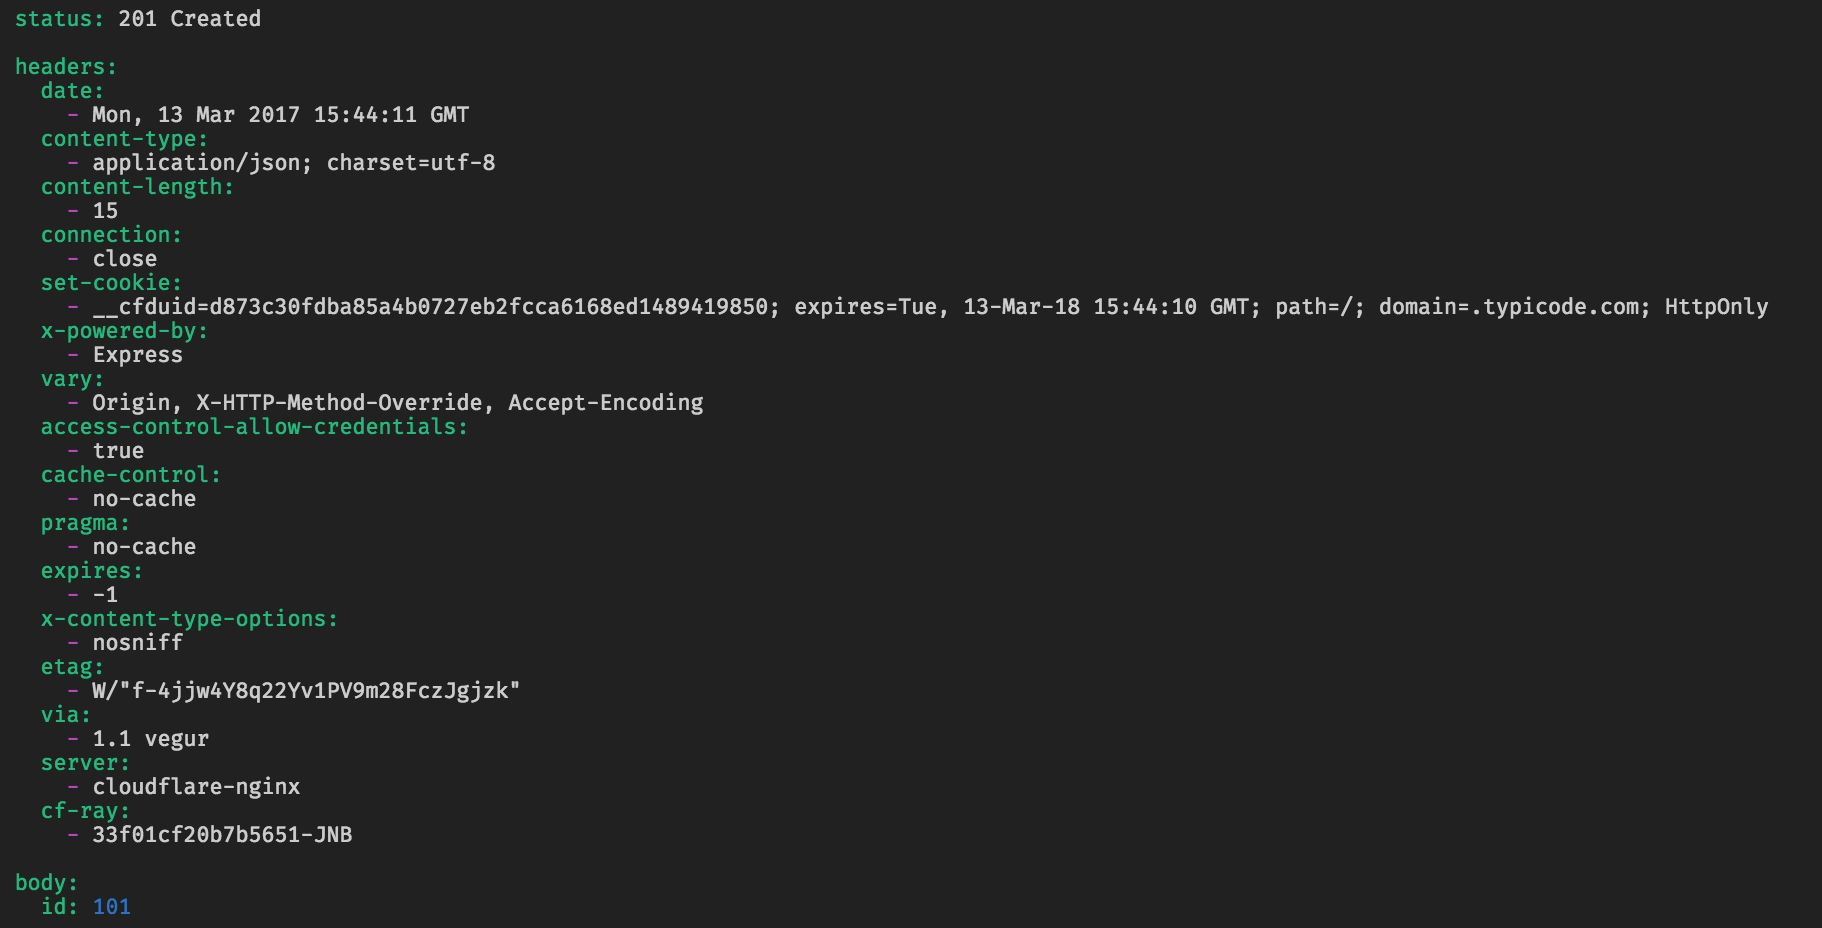 status: 201 Created
headers:
date:
- Mon, 13 Mar 2017 15:44:11 GMT
content-type:
- application/json; charset=utf-8
content-length:
- 15
connection:
- close
set-cookie:
- __cfduid=d873c30fdba85a4b0727eb2fcca6168ed1489419850; expires=Tue, 13-Mar-18 15:44:10 GMT; path=/; domain=.typicode.com; HttpOnly
x-powered-by:
- Express
vary:
- Origin, X-HTTP-Method-Override, Accept-Encoding
access-control-allow-credentials:
- true
cache-control:
- no-cache
pragma:
- no-cache
expires:
- -1
x-content-type-options:
- nosniff
etag:
- W/"f-4jjw4Y8q22Yv1PV9m28FczJgjzk"
via:
- 1.1 vegur
server:
- cloudflare-nginx
cf-ray:
- 33f01cf20b7b5651-JNB
body:
id: 101